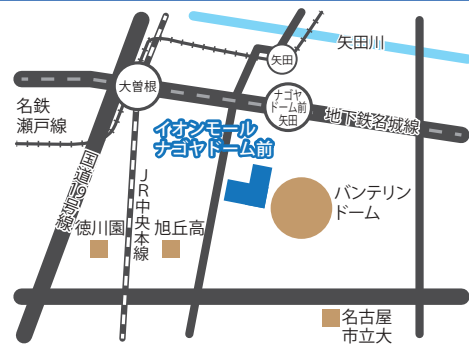 矢田川
矢田
大曽根
ナゴヤ
ドーム前
矢田
名鉄
瀬戸線
地下鉄名城線
イオンモール
ナゴヤドーム前
国道19号線
JR中央本線
バンテリン
ドーム
徳川園
旭丘高
名古屋
市立大